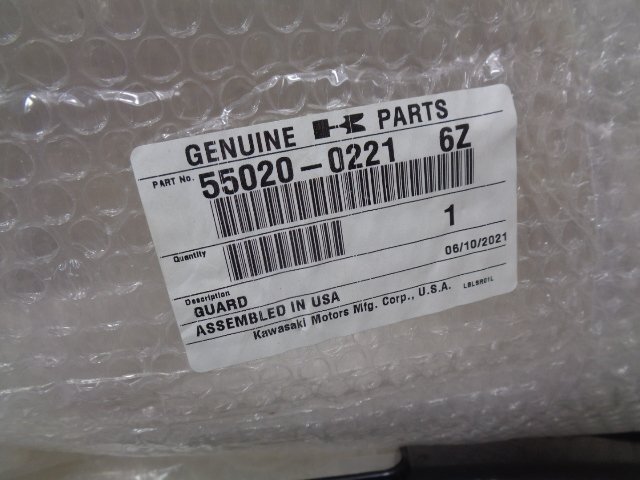 GENUINE PARTS
PART No. 55020-0221 6Z
Quantity 1
06/10/2021
Description
GUARD
ASSEMBLED IN USA
Kawasaki Motors Mfg. Corp., U.S.A. LBLSR01L